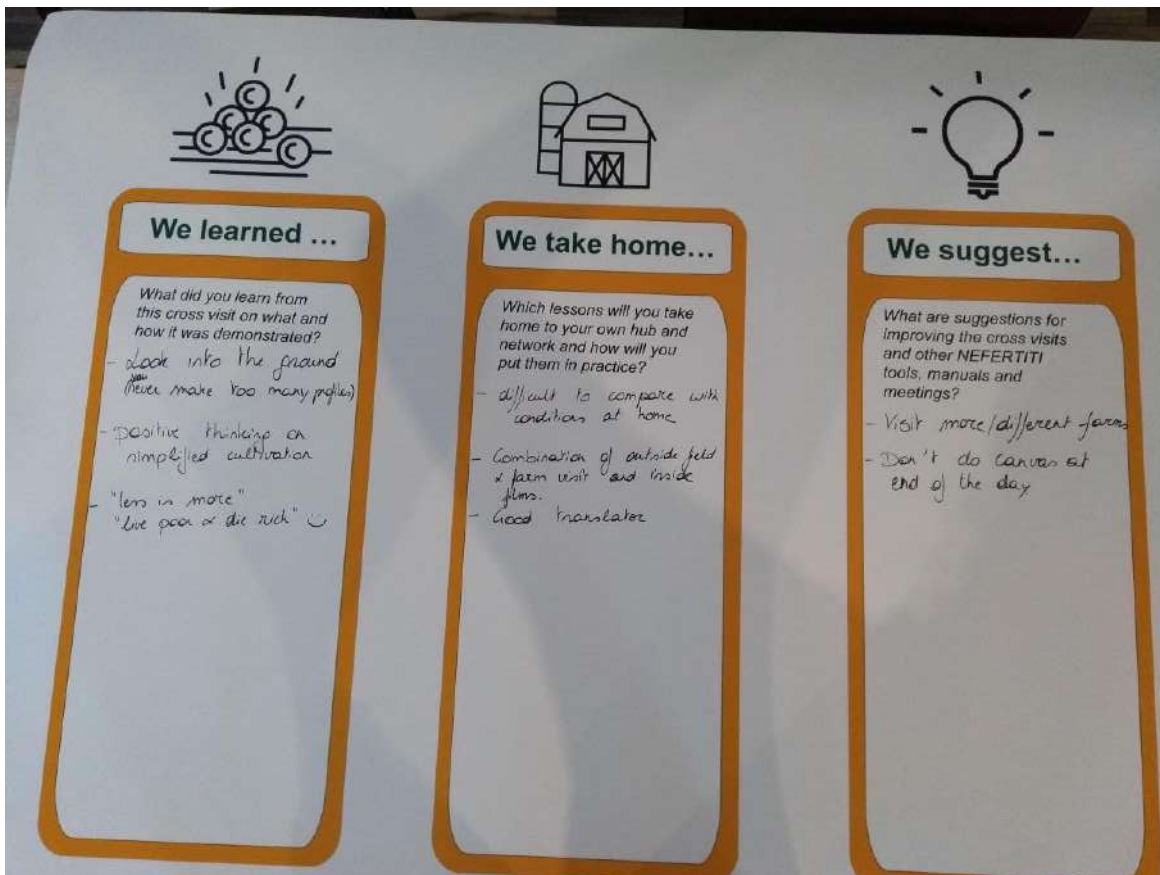 We learned ...
What did you learn from
this cross visit on what and
how it was demonstrated?
- Look into the ground
you
(never make too many profiles)
- Positive thinking on
simplified cultivation
- "less is more"
"live poor & die rich"
We take home...
Which lessons will you take
home to your own hub and
network and how will you
put them in practice?
- difficult to compare with
conditions at home
- Combination of outside field
& farm visit and inside
films.
- Good translator
We suggest...
What are suggestions for
improving the cross visits
and other NEFERTITI
tools, manuals and
meetings?
- Visit more/different farms
- Don't do canvas at
end of the day